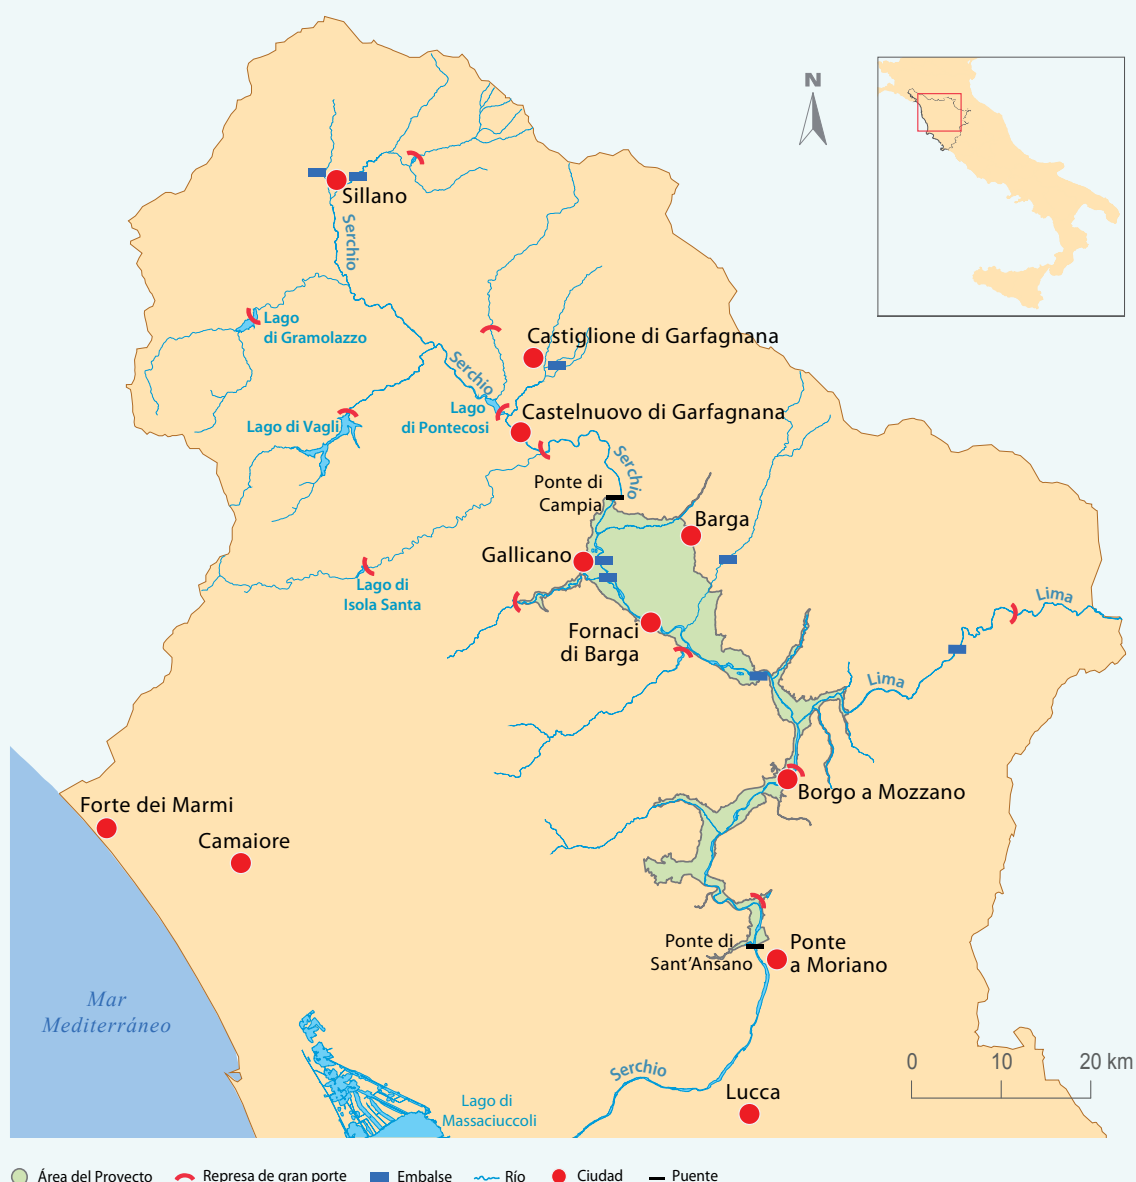 N
Sillano
Serchio
Lago
di Gramolazzo
Castiglione di Garfagnana
Serchio
Lago
di Pontecosi
Castelnuovo di Garfagnana
Lago di Vagli
Serchio
Ponte di
Campia
Barga
Gallicano
Lago di
Isola Santa
Lima
Fornaci
di Barga
Lima
Borgo a Mozzano
Forte dei Marmi
Camaiore
Ponte di
Sant'Ansano
Ponte
a Moriano
Mar
Mediterráneo
0 10 20 km
Serchio
Lucca
Lago di
Massaciuccoli
Área del Proyecto Represa de gran porte Embalse Río Ciudad Puente